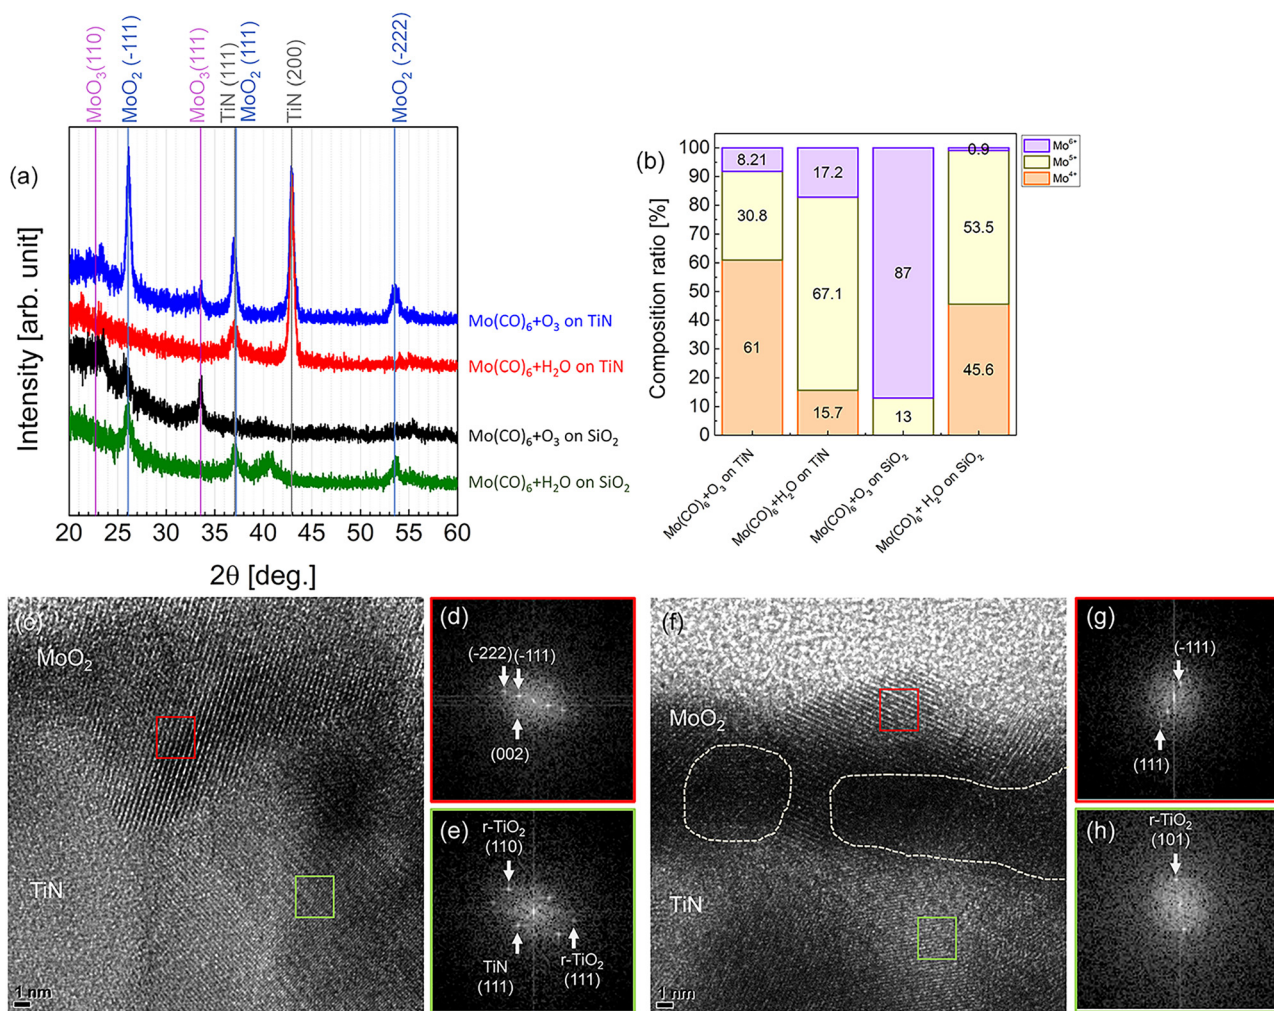 MoO₃(110)
MoO₂ (-111)
MoO₃(111)
TiN (111)
MoO₂ (111)
TiN (200)
MoO₂ (-222)
(a)
Intensity [arb. unit]
Mo(CO)₆+O₃ on TiN
Mo(CO)₆+H₂O on TiN
Mo(CO)₆+O₃ on SiO₂
Mo(CO)₆+H₂O on SiO₂
20 25 31 37 43 45 50 55 60
2θ [deg.]
(b)
Composition ratio [%]
100
90
80
70
60
50
40
30
20
10
0
8.21
30.8
61
17.2
67.1
15.7
87
13
0.9
53.5
45.6
Mo⁶⁺
Mo⁵⁺
Mo⁴⁺
Mo(CO)₆+O₃ on TiN
Mo(CO)₆+H₂O on TiN
Mo(CO)₆+O₃ on SiO₂
Mo(CO)₆+ H₂O on SiO₂
(c)
MoO₂
TiN
1 nm
(d)
(-222) (-111)
(002)
(e)
r-TiO₂
(110)
TiN
(111)
r-TiO₂
(111)
(f)
MoO₂
TiN
1 nm
(g)
(-111)
(111)
(h)
r-TiO₂
(101)